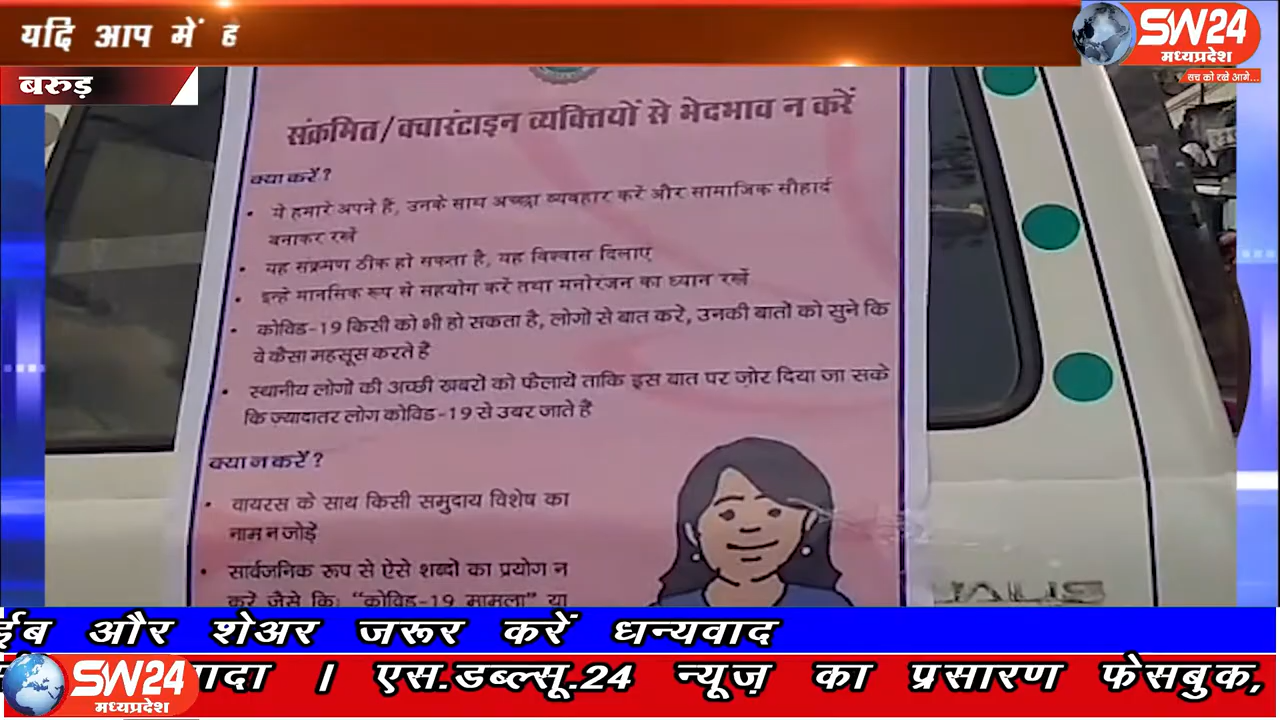 यदि आप में ह
SW24
मध्यप्रदेश
सच को रखे आगे...
बरुड़
संक्रमित/क्वारंटाइन व्यक्तियों से भेदभाव न करें
क्या करें?
• ये हमारे अपने हैं, उनके साथ अच्छा व्यवहार करें और सामाजिक सौहार्द
बनाकर रखें
• यह संक्रमण ठीक हो सकता है, यह विश्वास दिलाए
• इन्हे मानसिक रूप से सहयोग करें तथा मनोरंजन का ध्यान रखें
• कोविड-19 किसी को भी हो सकता है, लोगों से बात करें, उनकी बातों को सुने कि
वे कैसा महसूस करते हैं
• स्थानीय लोगों की अच्छी खबरों को फैलायें ताकि इस बात पर ज़ोर दिया जा सके
कि ज़्यादातर लोग कोविड-19 से उबर जाते हैं
क्या न करें?
• वायरस के साथ किसी समुदाय विशेष का
नाम न जोड़ें
• सार्वजनिक रूप से ऐसे शब्दों का प्रयोग न
करें जैसे कि: “कोविड-19 मामला” या
QUALIS
ईब और शेअर जरूर करें धन्यवाद
यादा । एस.डब्ल्सू.24 न्यूज़ का प्रसारण फेसबुक,
SW24
मध्यप्रदेश